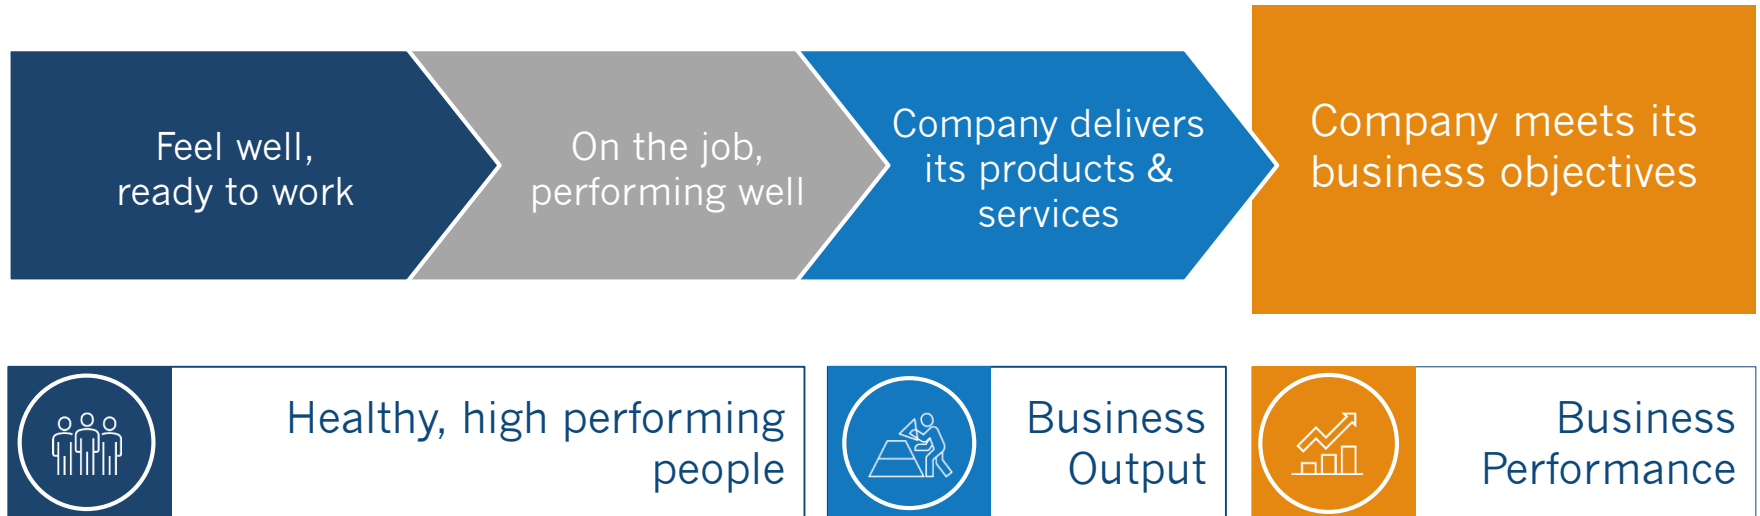 Feel well,
ready to work
On the job,
performing well
Company delivers
its products &
services
Company meets its
business objectives
Healthy, high performing
people
Business
Output
Business
Performance